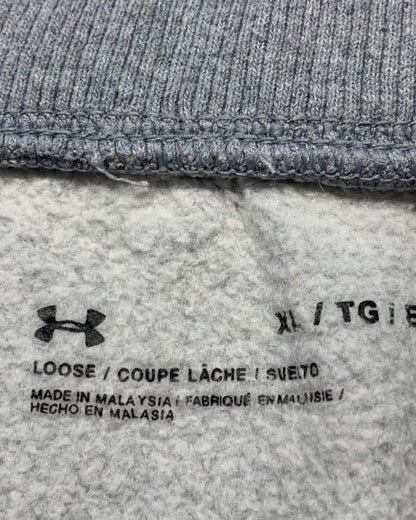 XL / TG / E
LOOSE / COUPE LÂCHE / SUELTO
MADE IN MALAYSIA / FABRIQUÉ EN MALAISIE /
HECHO EN MALASIA